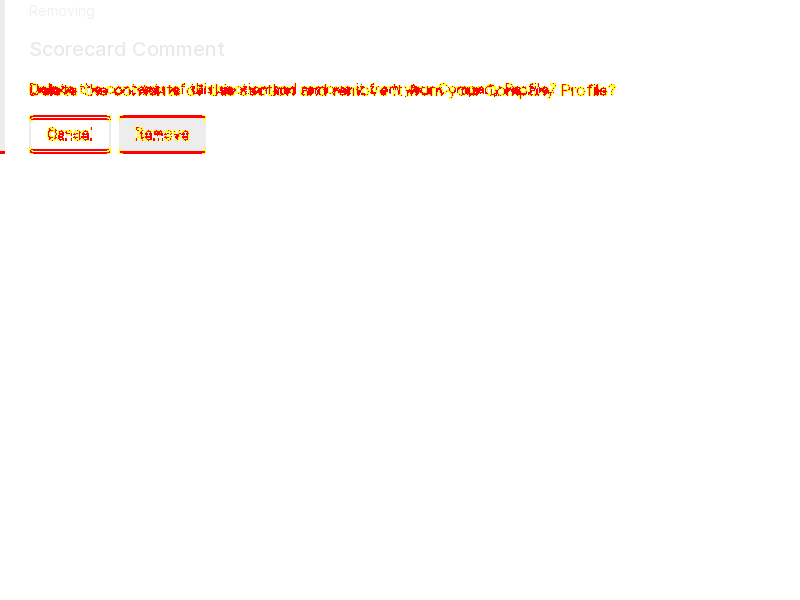 Removing
Scorecard Comment
Delete the contents of this section and remove it from your Company Profile?
Cancel
Remove